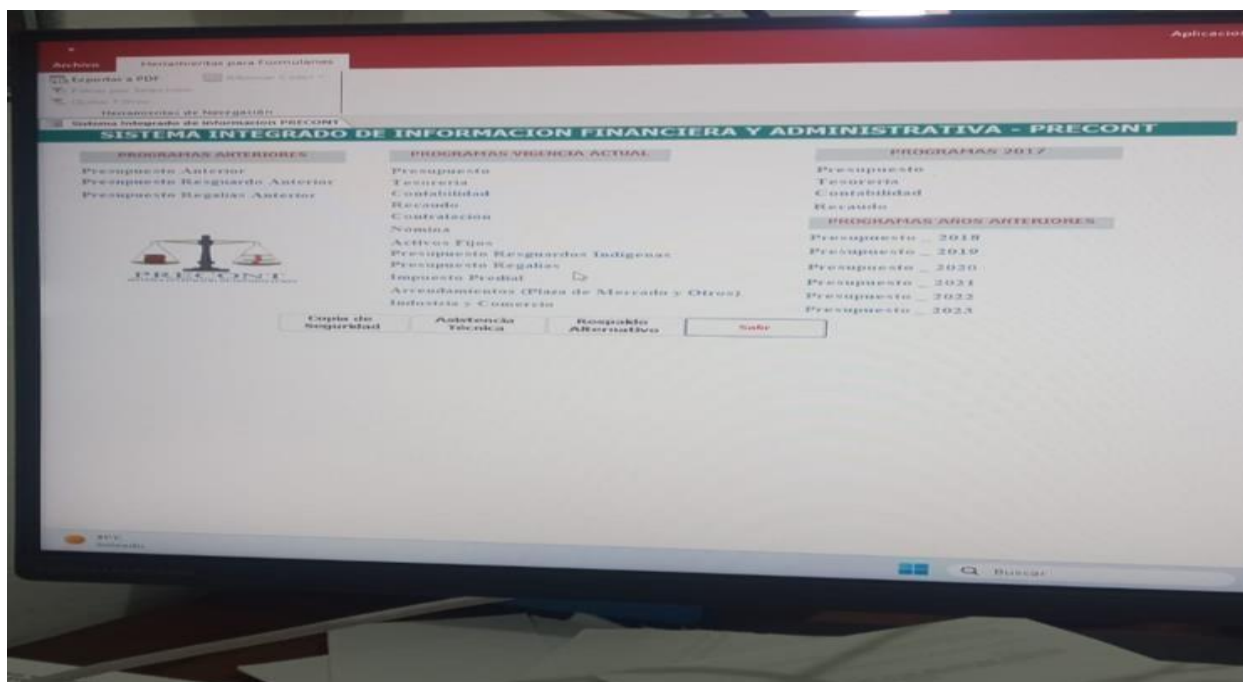 Aplicacion
Archivo Herramientas para Formularios
Exportar a PDF
Herramientas de Navegación
Sistema Integrado de informacion PRECONT
SISTEMA INTEGRADO DE INFORMACION FINANCIERA Y ADMINISTRATIVA - PRECONT
PROGRAMAS ANTERIORES
Presupuesto Anterior
Presupuesto Resguardo Anterior
Presupuesto Regalias Anterior
PRECONT
PROGRAMAS VIGENCIA ACTUAL
Presupuesto
Tesoreria
Contabilidad
Recaudo
Contratación
Nomina
Activos Fijos
Presupuesto Resguardos Indigenas
Presupuesto Regalias
Impuesto Predial
Arrendamientos (Plaza de Mercado y Otros)
Industria y Comercio
PROGRAMAS 2017
Presupuesto
Tesoreria
Contabilidad
Recaudo
PROGRAMAS AÑOS ANTERIORES
Presupuesto _ 2018
Presupuesto _ 2019
Presupuesto _ 2020
Presupuesto _ 2021
Presupuesto _ 2022
Presupuesto _ 2023
Copia de
Seguridad
Asistencia
Técnica
Respaldo
Alternativo
Salir
Soleado
Buscar